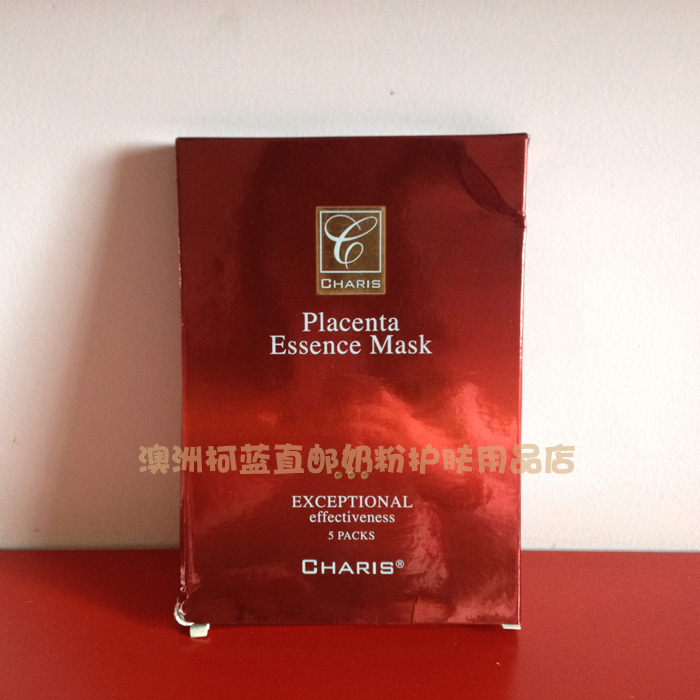 C
CHARIS
Placenta
Essence Mask
澳洲柯蓝直邮奶粉护肤用品店
EXCEPTIONAL
effectiveness
5 PACKS
CHARIS®